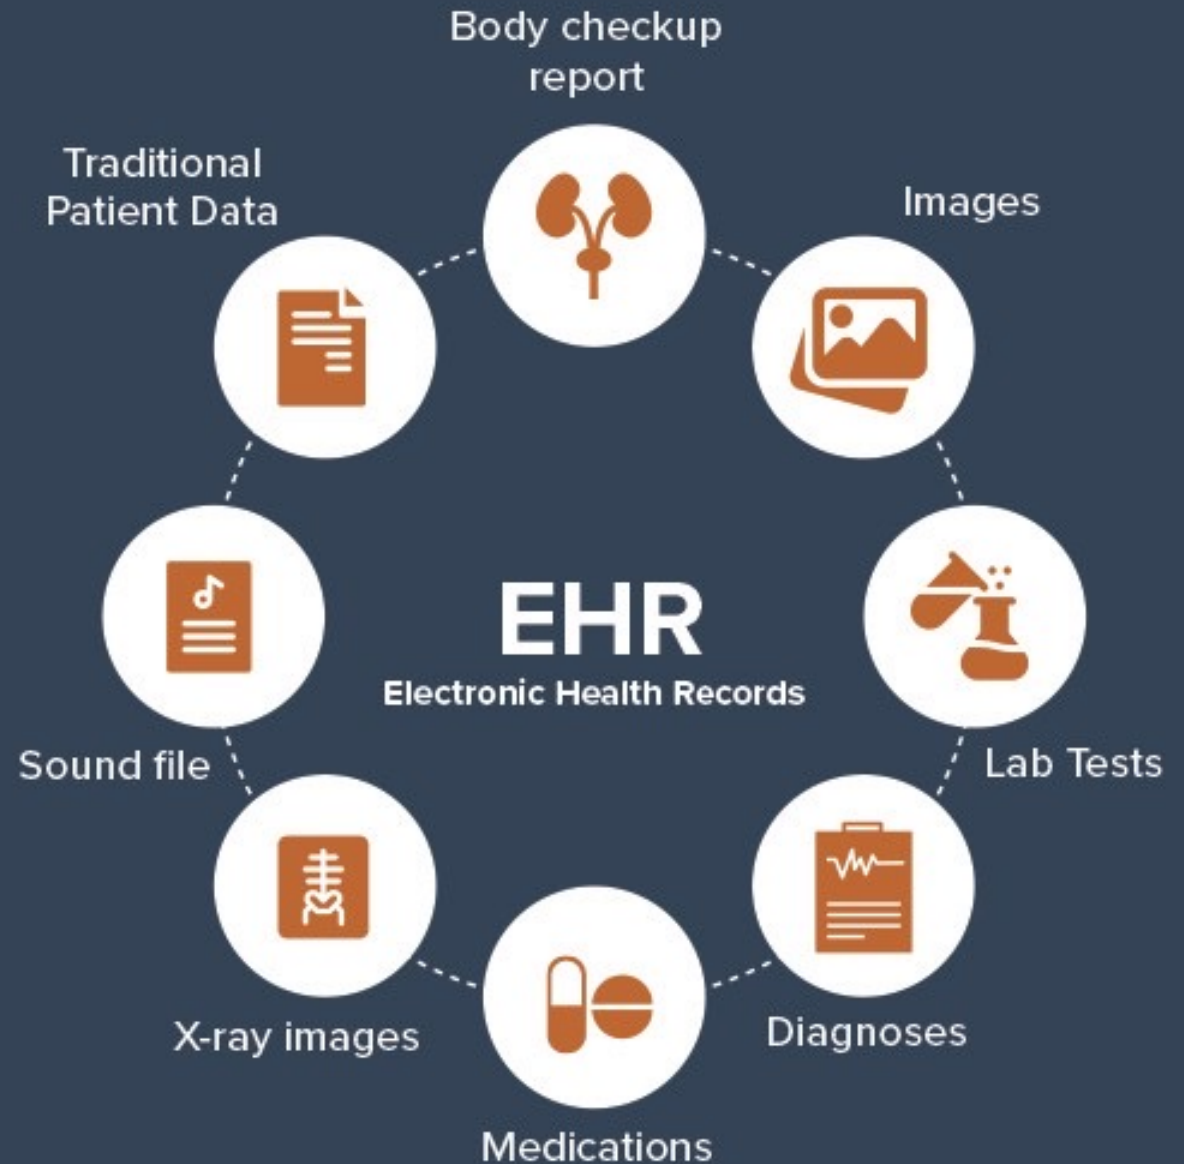 Body checkup
report
Traditional
Patient Data
Images
EHR
Electronic Health Records
Sound file
Lab Tests
X-ray images
Diagnoses
Medications